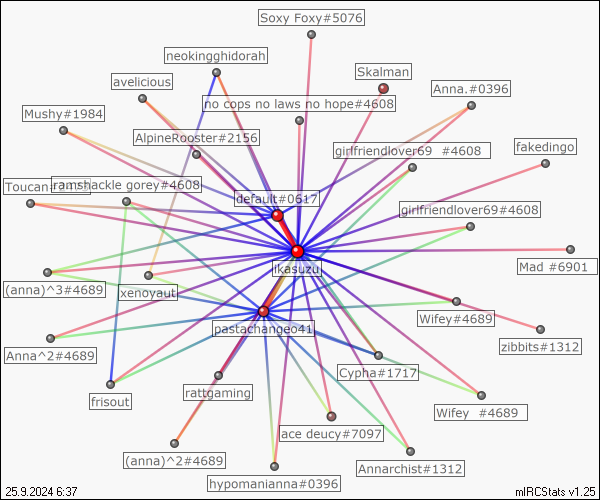 Soxy Foxy#5076
neokingghidorah
Skalman
avelicious
Anna.#0396
no cops no laws no hope#4608
Mushy#1984
AlpineRooster#2156
girlfriendlover69 #4608
fakedingo
ramshackle gorey#4608
default#0617
girlfriendlover69#4608
ikasuzu
Mad #6901
(anna)^3#4689
xenoyaut
Wifey#4689
pastachangeo41
zibbits#1312
Anna^2#4689
Cypha#1717
frisout
rattgaming
Wifey #4689
ace deucy#7097
(anna)^2#4689
Annarchist#1312
hypomanianna#0396
25.9.2024 6:37
mIRCStats v1.25